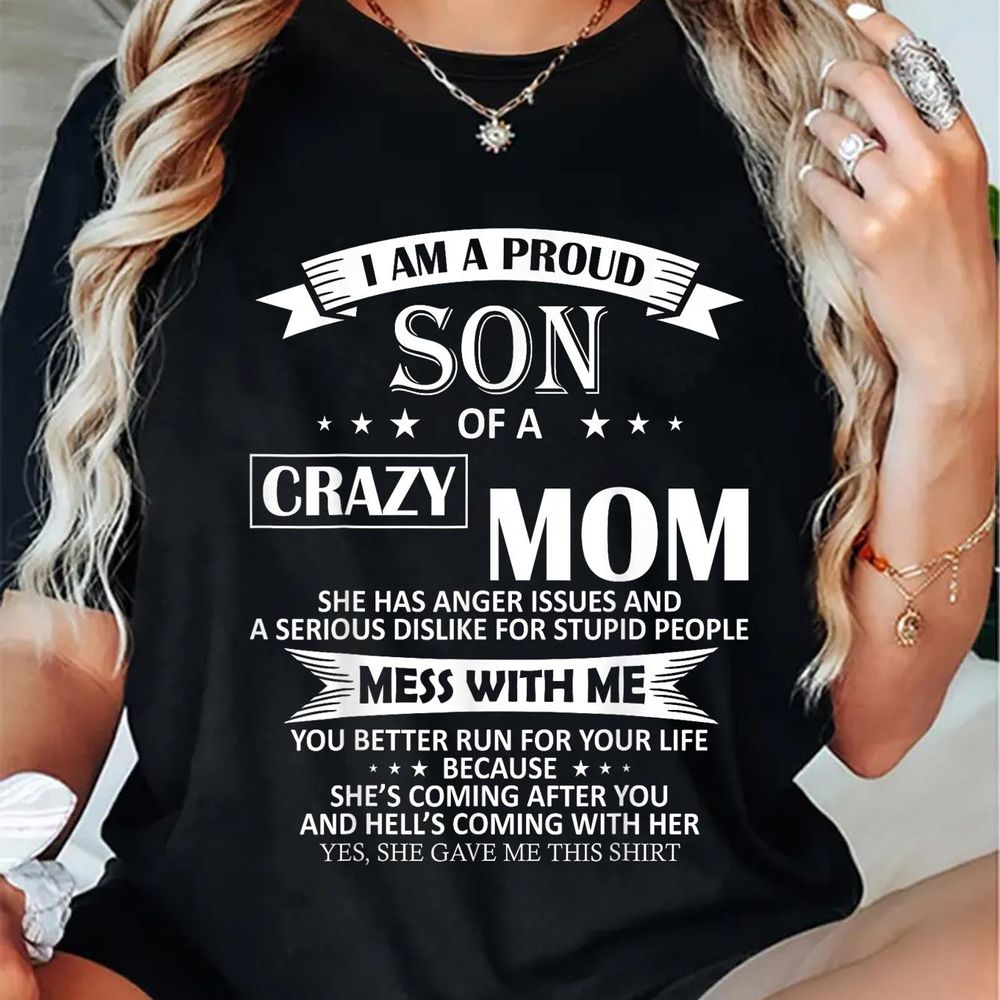 I AM A PROUD
SON
OF A
CRAZY
MOM
SHE HAS ANGER ISSUES AND
A SERIOUS DISLIKE FOR STUPID PEOPLE
MESS WITH ME
YOU BETTER RUN FOR YOUR LIFE
BECAUSE
SHE'S COMING AFTER YOU
AND HELL'S COMING WITH HER
YES, SHE GAVE ME THIS SHIRT